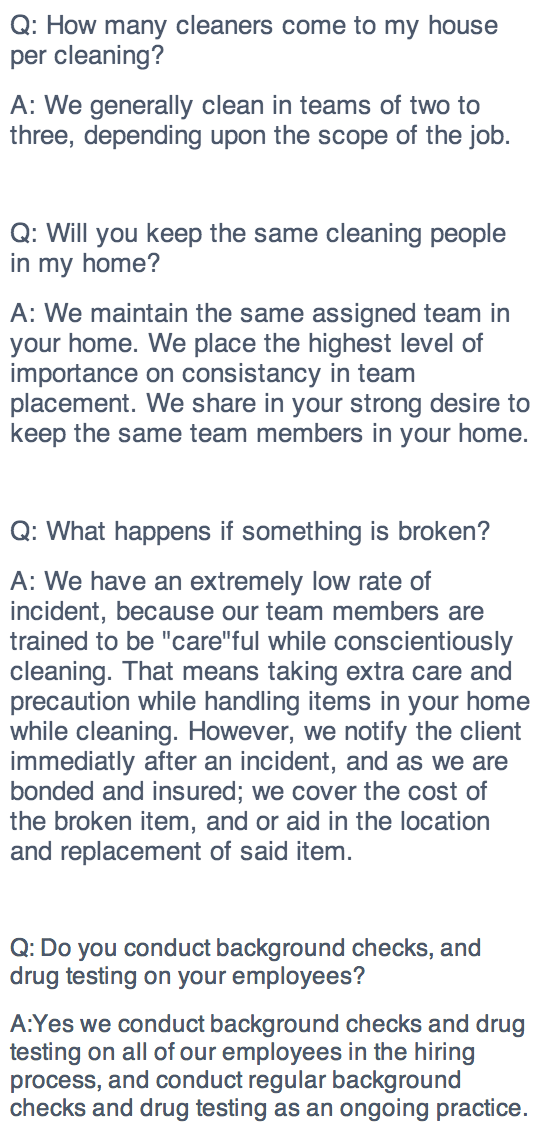 Q: How many cleaners come to my house
per cleaning?
A: We generally clean in teams of two to
three, depending upon the scope of the job.
Q: Will you keep the same cleaning people
in my home?
A: We maintain the same assigned team in
your home. We place the highest level of
importance on consistancy in team
placement. We share in your strong desire to
keep the same team members in your home.
Q: What happens if something is broken?
A: We have an extremely low rate of
incident, because our team members are
trained to be "care"ful while conscientiously
cleaning. That means taking extra care and
precaution while handling items in your home
while cleaning. However, we notify the client
immediatly after an incident, and as we are
bonded and insured; we cover the cost of
the broken item, and or aid in the location
and replacement of said item.
Q: Do you conduct background checks, and
drug testing on your employees?
A:Yes we conduct background checks and drug
testing on all of our employees in the hiring
process, and conduct regular background
checks and drug testing as an ongoing practice.